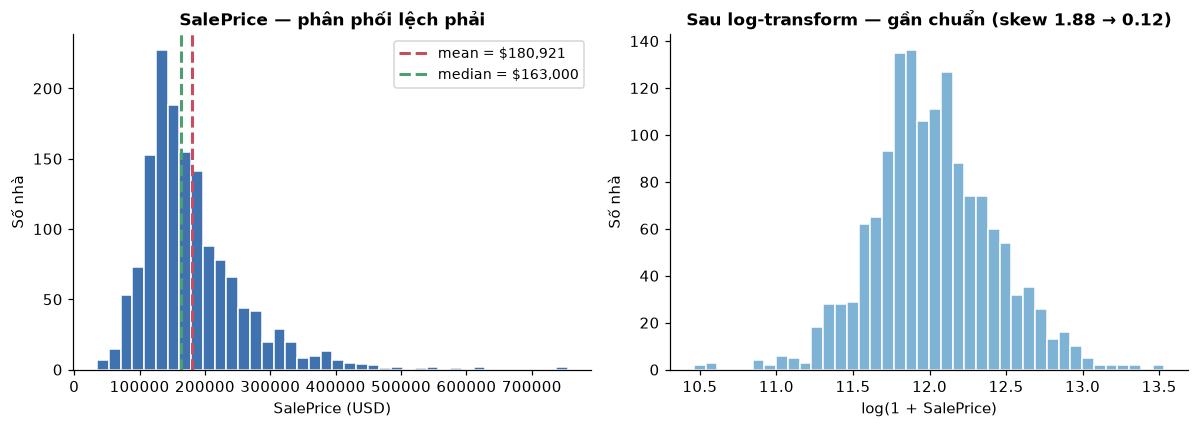 SalePrice — phân phối lệch phải
mean = $180,921
median = $163,000
200
150
100
50
0
Số nhà
0 100000 200000 300000 400000 500000 600000 700000
SalePrice (USD)
Sau log-transform — gần chuẩn (skew 1.88 → 0.12)
140
120
100
80
60
40
20
0
Số nhà
10.5 11.0 11.5 12.0 12.5 13.0 13.5
log(1 + SalePrice)